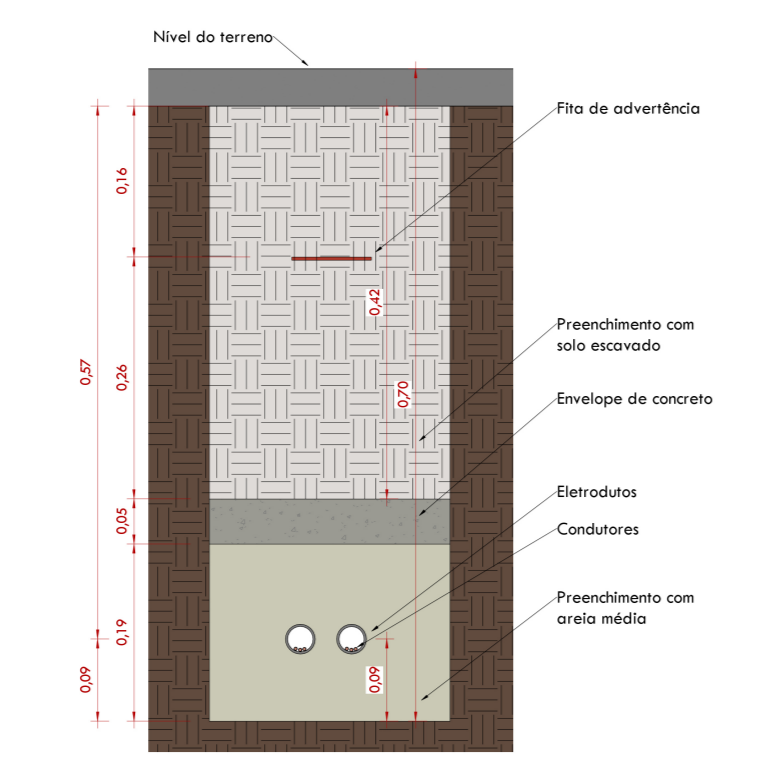 Nível do terreno
Fita de advertência
0,16
0,42
Preenchimento com
solo escavado
0,57
0,26
0,70
Envelope de concreto
Eletrodutos
0,05
Condutores
Preenchimento com
areia média
0,19
0,09
0,09